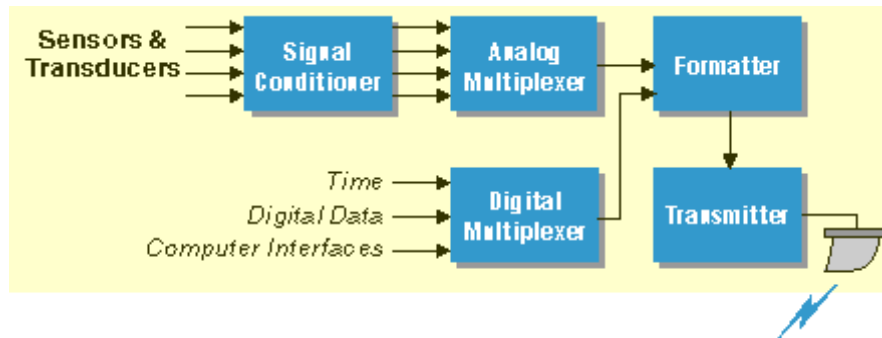 Sensors &
Transducers
Signal
Conditioner
Analog
Multiplexer
Formatter
Time
Digital Data
Computer Interfaces
Digital
Multiplexer
Transmitter